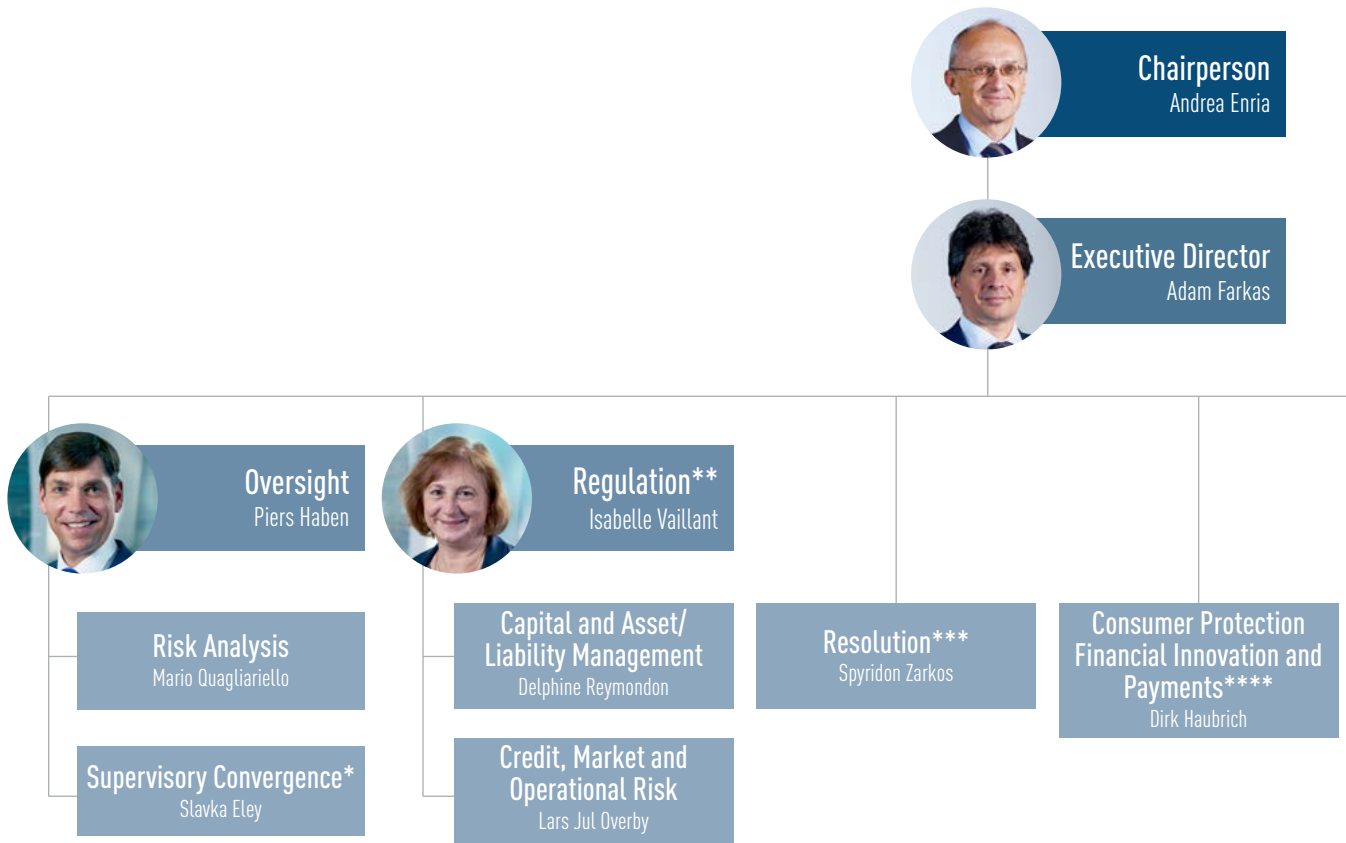 Chairperson
Andrea Enria
Executive Director
Adam Farkas
Oversight
Piers Haben
Regulation**
Isabelle Vaillant
Risk Analysis
Mario Quagliariello
Supervisory Convergence*
Slavka Eley
Capital and Asset/
Liability Management
Delphine Reymondon
Credit, Market and
Operational Risk
Lars Jul Overby
Resolution***
Spyridon Zarkos
Consumer Protection
Financial Innovation and
Payments****
Dirk Haubrich